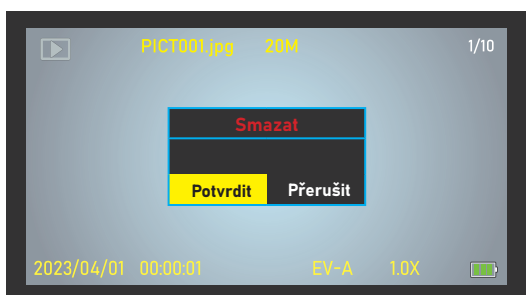 PICT001.jpg 20M 1/10
Smazat
Potvrdit Přerušit
2023/04/01 00:00:01 EV-A 1.0X